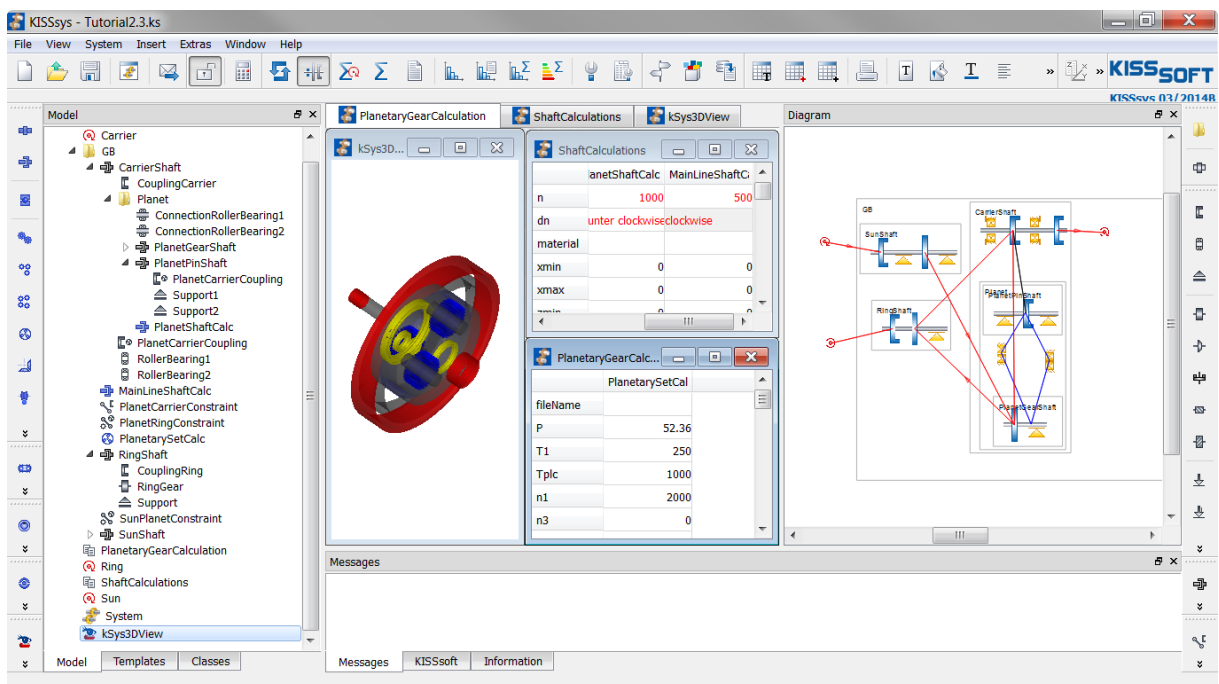 KISSsys - Tutorial2.3.ks
File View System Insert Extras Window Help
KISSSOFT
KISSsys 03/2014B
Model
Carrier
GB
CarrierShaft
CouplingCarrier
Planet
ConnectionRollerBearing1
ConnectionRollerBearing2
PlanetGearShaft
PlanetPinShaft
PlanetCarrierCoupling
Support1
Support2
PlanetShaftCalc
PlanetCarrierCoupling
RollerBearing1
RollerBearing2
MainLineShaftCalc
PlanetCarrierConstraint
PlanetRingConstraint
PlanetarySetCalc
RingShaft
CouplingRing
RingGear
Support
SunPlanetConstraint
SunShaft
PlanetaryGearCalculation
Ring
ShaftCalculations
Sun
System
kSys3DView
Model Templates Classes
PlanetaryGearCalculation ShaftCalculations kSys3DView
kSys3D...
ShaftCalculations
anetShaftCalc MainLineShaftCa
n 1000 500
dn unter clockwise clockwise
material
xmin 0 0
xmax 0 0
zmin
PlanetaryGearCalc...
PlanetarySetCal
fileName
P 52.36
T1 250
Tplc 1000
n1 2000
n3 0
Diagram
GB
CarrierShaft
SunShaft
Planet
PlanetPinShaft
RingShaft
PlanetGearShaft
Messages
Messages KISSsoft Information